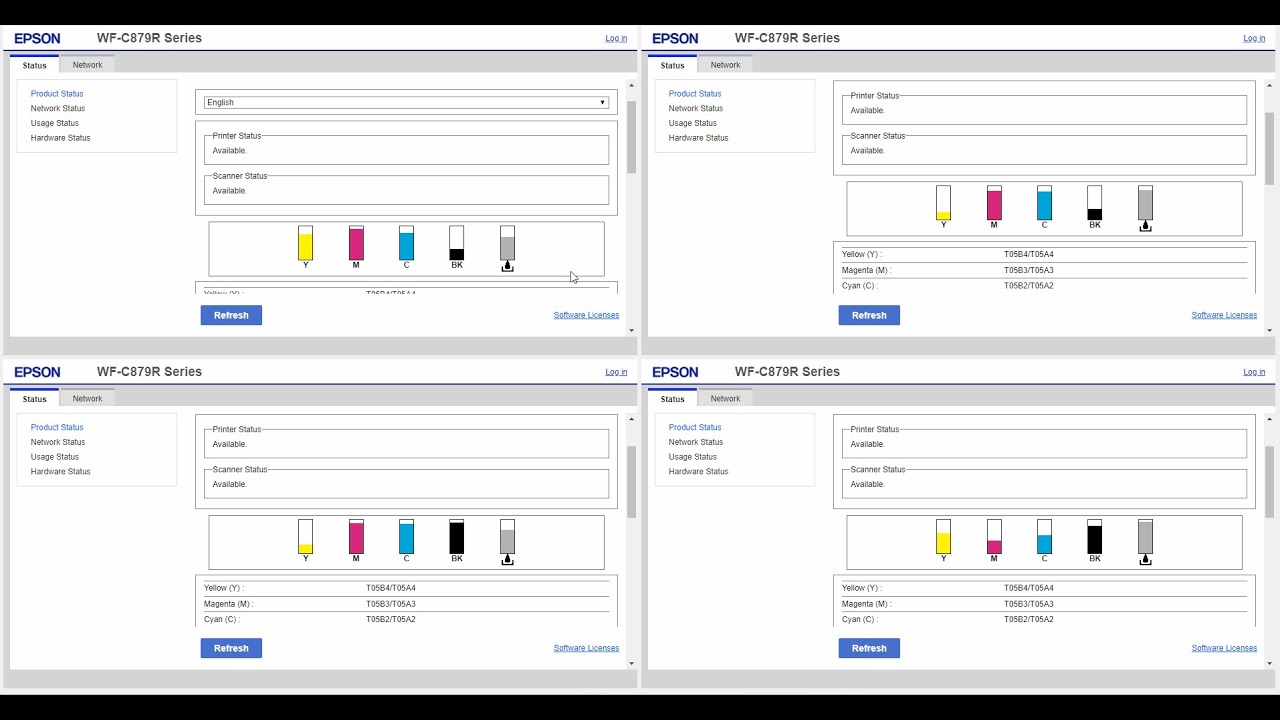 EPSON WF-C879R Series Log in
Status Network
Product Status
Network Status
Usage Status
Hardware Status
English
Printer Status
Available.
Scanner Status
Available.
Y M C BK
Yellow (Y) : T05B4/T05A4
Refresh Software Licenses
EPSON WF-C879R Series Log in
Status Network
Product Status
Network Status
Usage Status
Hardware Status
Printer Status
Available.
Scanner Status
Available.
Y M C BK
Yellow (Y) : T05B4/T05A4
Magenta (M) : T05B3/T05A3
Cyan (C) : T05B2/T05A2
Refresh Software Licenses
EPSON WF-C879R Series Log in
Status Network
Product Status
Network Status
Usage Status
Hardware Status
Printer Status
Available.
Scanner Status
Available.
Y M C BK
Yellow (Y) : T05B4/T05A4
Magenta (M) : T05B3/T05A3
Cyan (C) : T05B2/T05A2
Refresh Software Licenses
EPSON WF-C879R Series Log in
Status Network
Product Status
Network Status
Usage Status
Hardware Status
Printer Status
Available.
Scanner Status
Available.
Y M C BK
Yellow (Y) : T05B4/T05A4
Magenta (M) : T05B3/T05A3
Cyan (C) : T05B2/T05A2
Refresh Software Licenses